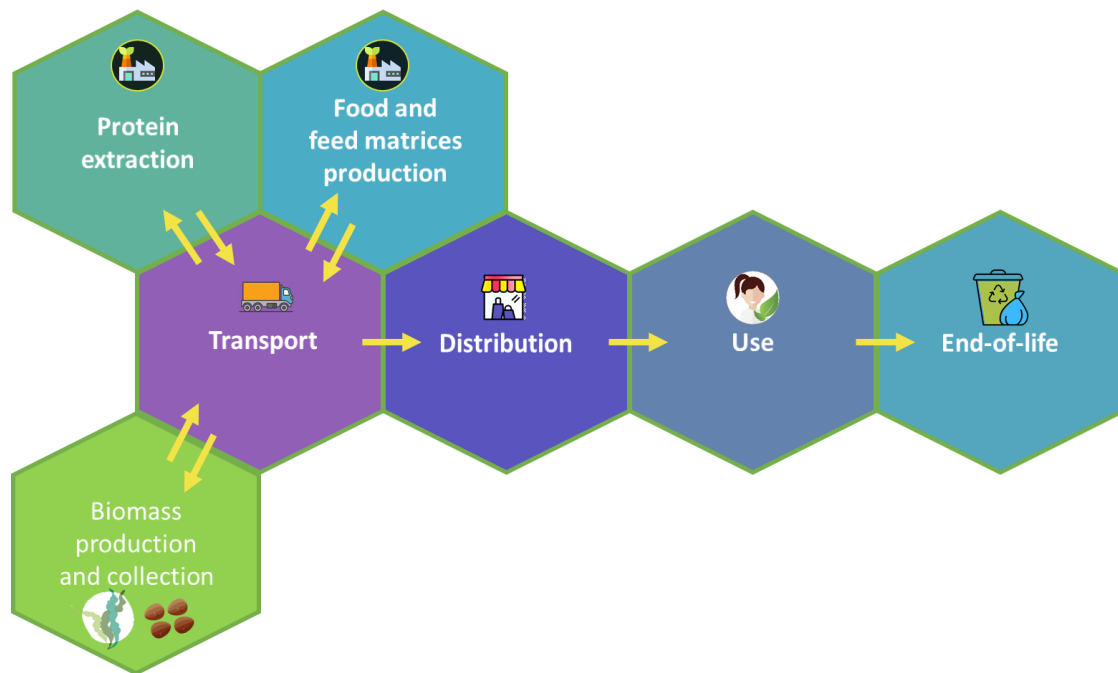 Protein
extraction
Food and
feed matrices
production
Transport
Distribution
Use
End-of-life
Biomass
production
and collection